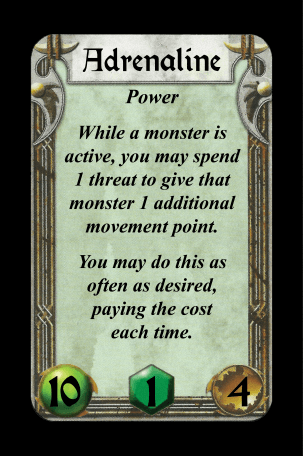 Adrenaline
Power
While a monster is
active, you may spend
1 threat to give that
monster 1 additional
movement point.
You may do this as
often as desired,
paying the cost
each time.
10 1 4